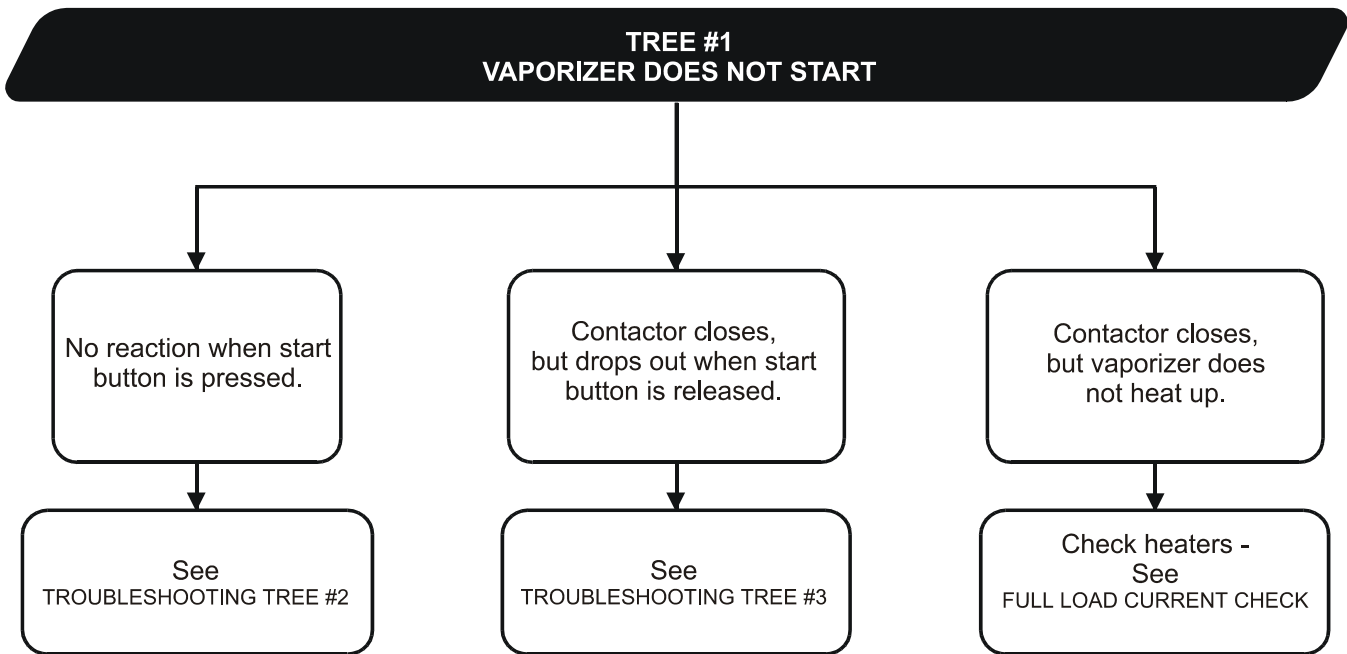 TREE #1
VAPORIZER DOES NOT START
No reaction when start
button is pressed.
Contactor closes,
but drops out when start
button is released.
Contactor closes,
but vaporizer does
not heat up.
See
TROUBLESHOOTING TREE #2
See
TROUBLESHOOTING TREE #3
Check heaters -
See
FULL LOAD CURRENT CHECK